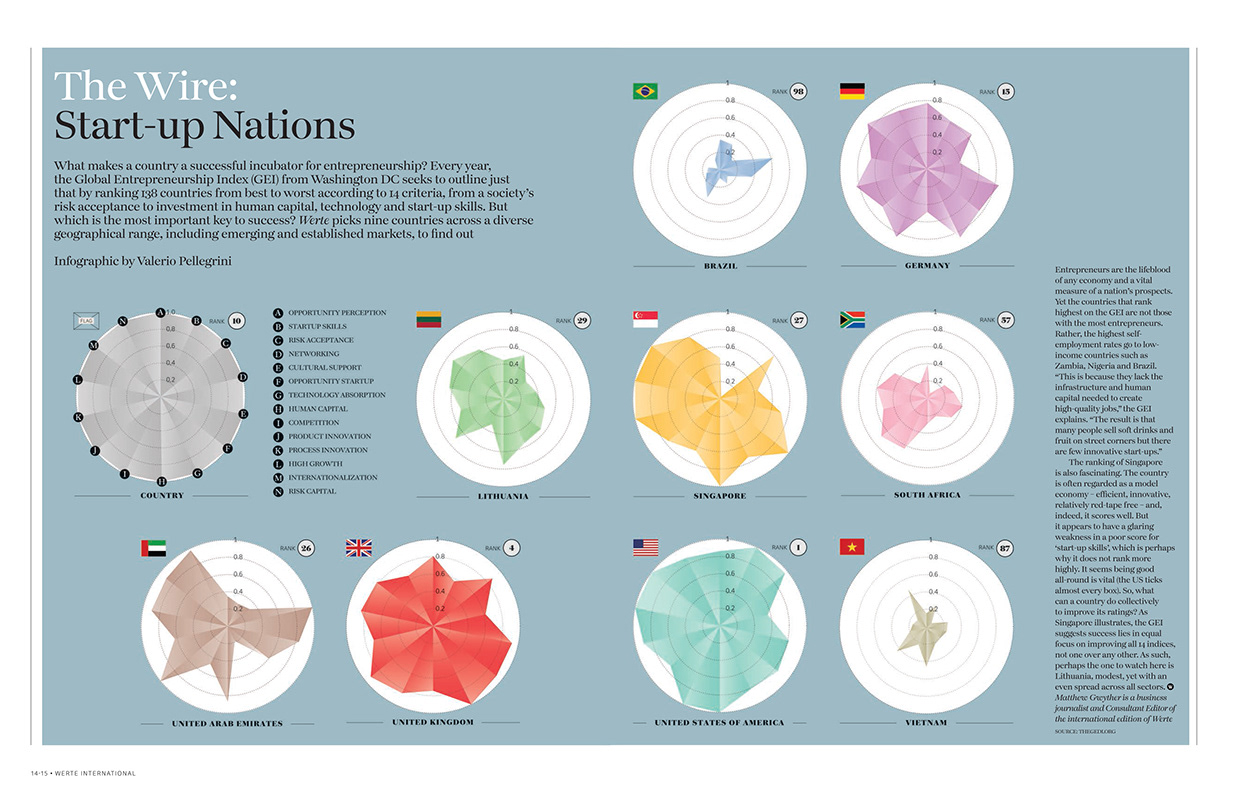 The Wire:
Start-up Nations
What makes a country a successful incubator for entrepreneurship? Every year,
the Global Entrepreneurship Index (GEI) from Washington DC seeks to outline just
that by ranking 138 countries from best to worst according to 14 criteria, from a society's
risk acceptance to investment in human capital, technology and start-up skills. But
which is the most important key to success? Werte picks nine countries across a diverse
geographical range, including emerging and established markets, to find out
Infographic by Valerio Pellegrini
FLAG
RANK 10
1,0
0,8
0,6
0,4
0,2
A
B
C
D
E
F
G
H
I
J
K
L
M
N
COUNTRY
A OPPORTUNITY PERCEPTION
B STARTUP SKILLS
C RISK ACCEPTANCE
D NETWORKING
E CULTURAL SUPPORT
F OPPORTUNITY STARTUP
G TECHNOLOGY ABSORPTION
H HUMAN CAPITAL
I COMPETITION
J PRODUCT INNOVATION
K PROCESS INNOVATION
L HIGH GROWTH
M INTERNATIONALIZATION
N RISK CAPITAL
RANK 98
1
0.8
0.6
0.4
0.2
BRAZIL
RANK 15
1
0.8
0.6
0.4
0.2
GERMANY
RANK 29
1
0.8
0.6
0.4
0.2
LITHUANIA
RANK 27
1
0.8
0.6
0.4
0.2
SINGAPORE
RANK 57
1
0.8
0.6
0.4
0.2
SOUTH AFRICA
RANK 26
1
0.8
0.6
0.4
0.2
UNITED ARAB EMIRATES
RANK 4
1
0.8
0.6
0.4
0.2
UNITED KINGDOM
RANK 1
1
0.8
0.6
0.4
0.2
UNITED STATES OF AMERICA
RANK 87
1
0.8
0.6
0.4
0.2
VIETNAM
Entrepreneurs are the lifeblood
of any economy and a vital
measure of a nation's prospects.
Yet the countries that rank
highest on the GEI are not those
with the most entrepreneurs.
Rather, the highest self-
employment rates go to low-
income countries such as
Zambia, Nigeria and Brazil.
"This is because they lack the
infrastructure and human
capital needed to create
high-quality jobs," the GEI
explains. "The result is that
many people sell soft drinks and
fruit on street corners but there
are few innovative start-ups."
The ranking of Singapore
is also fascinating. The country
is often regarded as a model
economy – efficient, innovative,
relatively red-tape free – and,
indeed, it scores well. But
it appears to have a glaring
weakness in a poor score for
'start-up skills', which is perhaps
why it does not rank more
highly. It seems being good
all-round is vital (the US ticks
almost every box). So, what
can a country do collectively
to improve its ratings? As
Singapore illustrates, the GEI
suggests success lies in equal
focus on improving all 14 indices,
not one over any other. As such,
perhaps the one to watch here is
Lithuania, modest, yet with an
even spread across all sectors.
Matthew Gwyther is a business
journalist and Consultant Editor of
the international edition of Werte
SOURCE: THEGEDI.ORG
14-15 • WERTE INTERNATIONAL